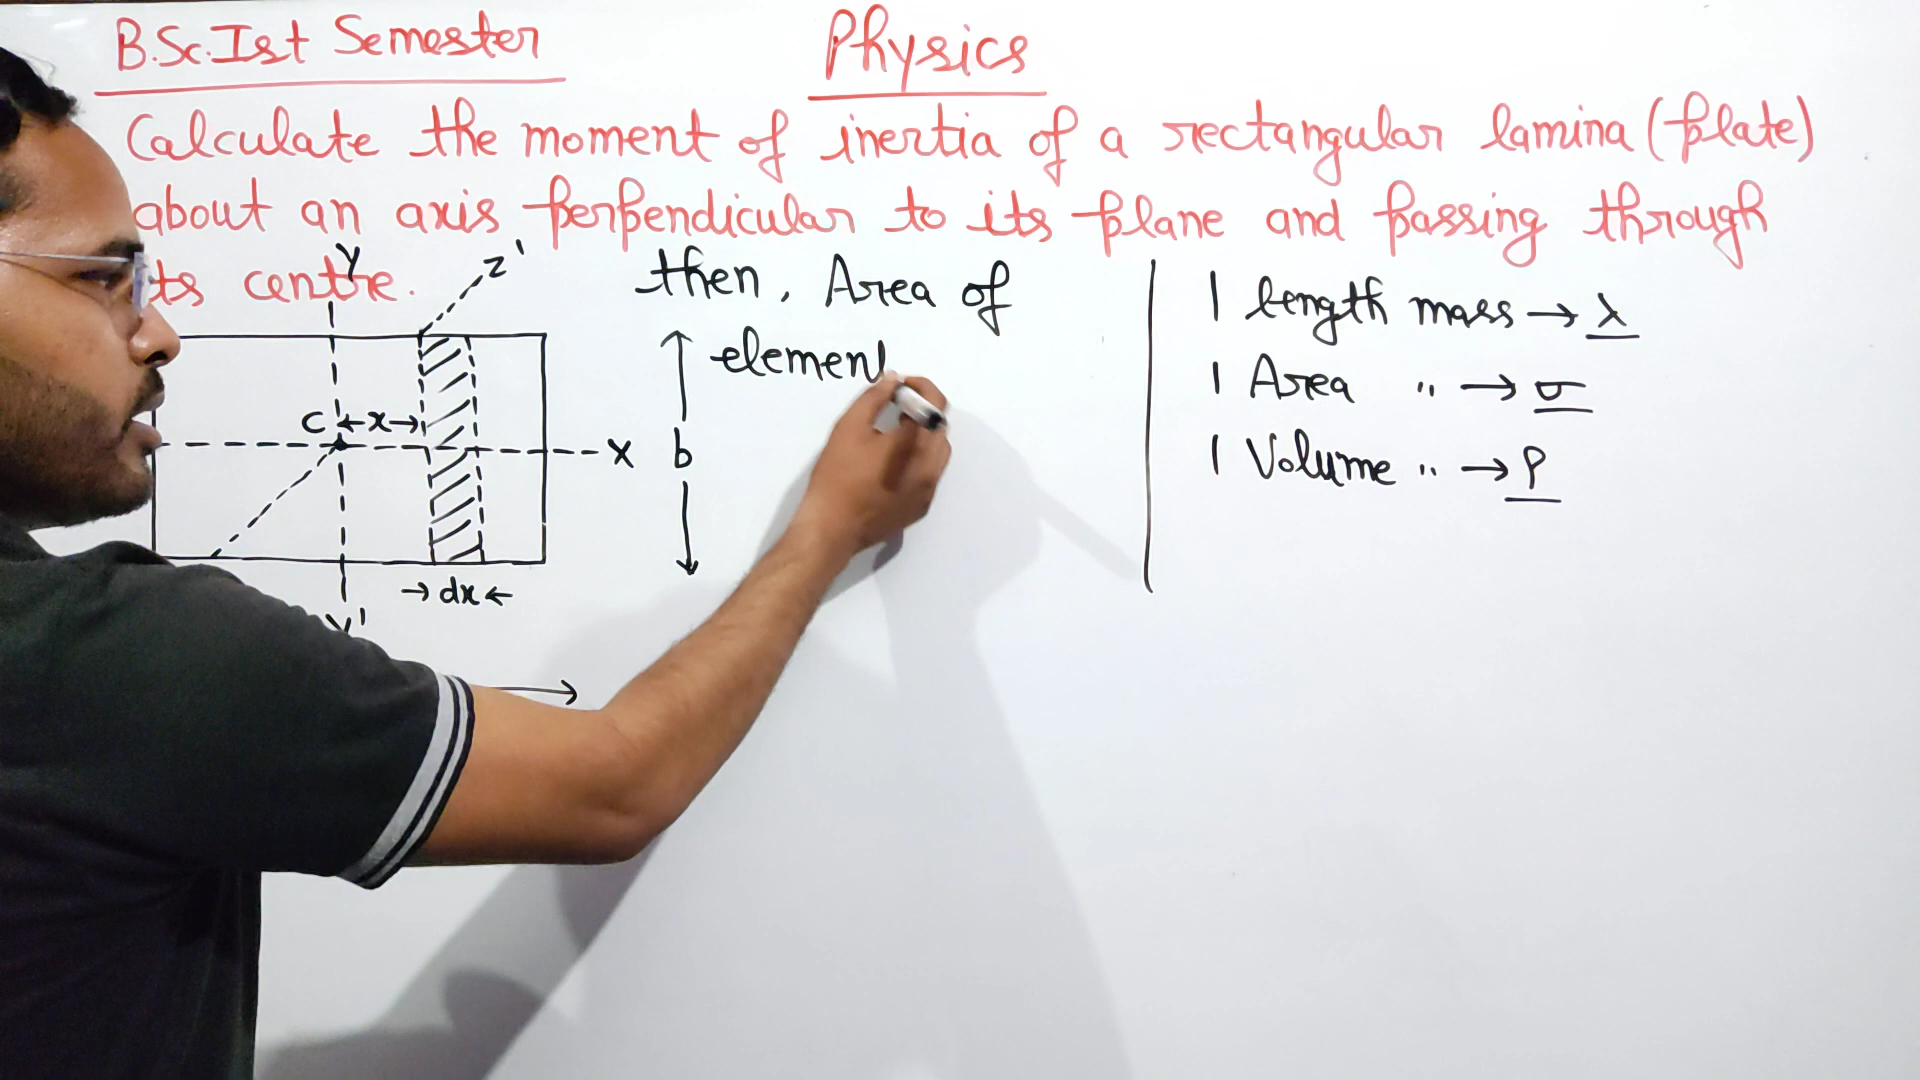 B.Sc. Ist Semester
Physics
Calculate the moment of inertia of a rectangular lamina (plate)
about an axis perpendicular to its plane and passing through
ts centre.
Y
z'
C
x
X
b
dx
Y'
then, Area of
element
1 length mass → λ
1 Area " → σ
1 Volume " → ρ